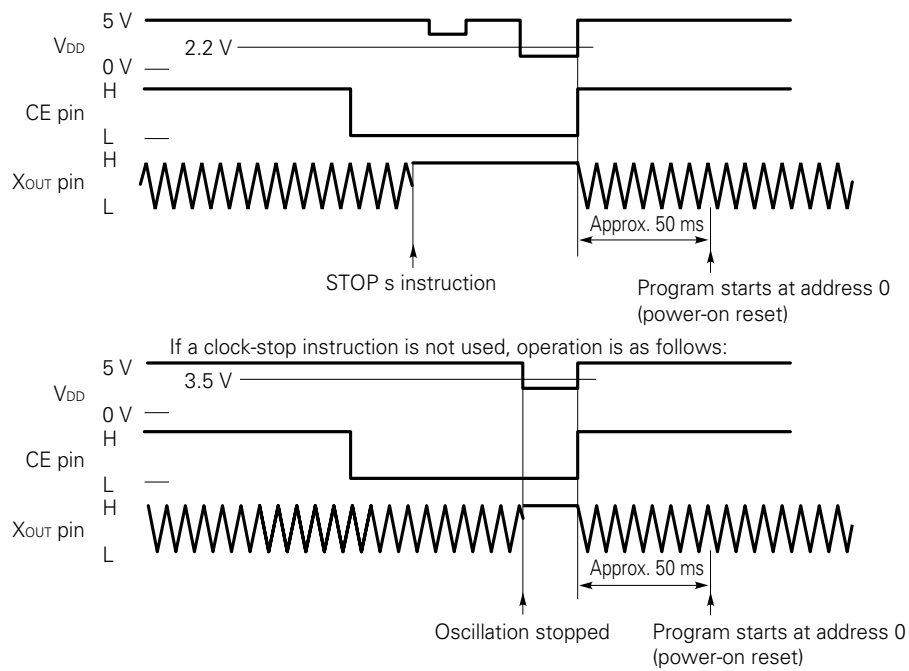 5 V
VDD
2.2 V
0 V
H
CE pin
L
H
XOUT pin
L
Approx. 50 ms
STOP s instruction
Program starts at address 0
(power-on reset)
If a clock-stop instruction is not used, operation is as follows:
5 V
VDD
3.5 V
0 V
H
CE pin
L
H
XOUT pin
L
Approx. 50 ms
Oscillation stopped
Program starts at address 0
(power-on reset)